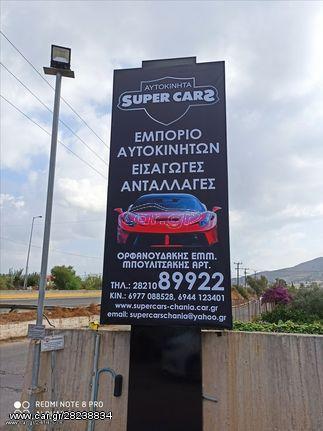 ΑΥΤΟΚΙΝΗΤΑ
SUPER CARS
ΕΜΠΟΡΙΟ
ΑΥΤΟΚΙΝΗΤΩΝ
ΕΙΣΑΓΩΓΕΣ
ΑΝΤΑΛΛΑΓΕΣ
ΟΡΦΑΝΟΥΔΑΚΗΣ ΕΜΜ.
ΜΠΟΥΛΙΤΣΑΚΗΣ ΑΡΤ.
ΤΗΛ.: 28210 89922
ΚΙΝ.: 6977 088528, 6944 123401
www.supercars-chania.car.gr
email: supercarschania@yahoo.gr
REDMI NOTE 8 PRO
www.car.gr/28238834